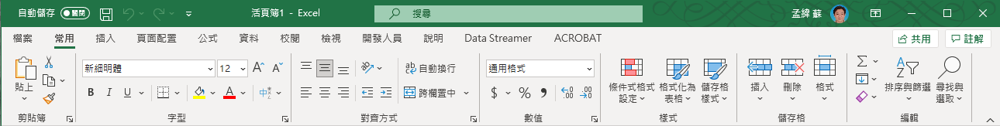 自動儲存 關閉 活頁簿1 - Excel 搜尋 孟緯 蘇
檔案 常用 插入 頁面配置 公式 資料 校閱 檢視 開發人員 說明 Data Streamer ACROBAT 共用 註解
新細明體 12 A A ab 自動換行 通用格式
貼上 B I U A 中 跨欄置中 $ % , .00 .00
條件式格式設定 格式化為表格 儲存格樣式 插入 刪除 格式 Σ 排序與篩選 尋找與選取
剪貼簿 字型 對齊方式 數值 樣式 儲存格 編輯